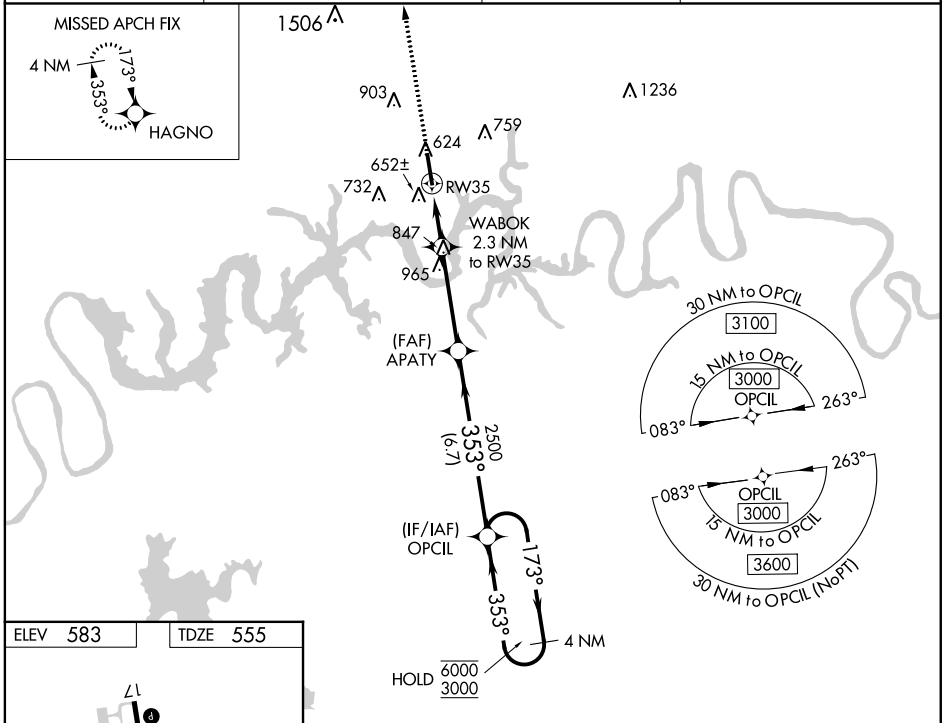 MISSED APCH FIX
4 NM
173°
353°
HAGNO
1506
903
1236
759
624
652±
732
RW35
847
WABOK
2.3 NM
to RW35
965
(FAF)
APATY
2500
353°
(6.7)
(IF/IAF)
OPCIL
173°
353°
4 NM
HOLD 6000
3000
30 NM to OPCIL
3100
15 NM to OPCIL
3000
OPCIL
083°
263°
083°
263°
OPCIL
3000
15 NM to OPCIL
3600
30 NM to OPCIL (NoPT)
ELEV 583
TDZE 555
17
P